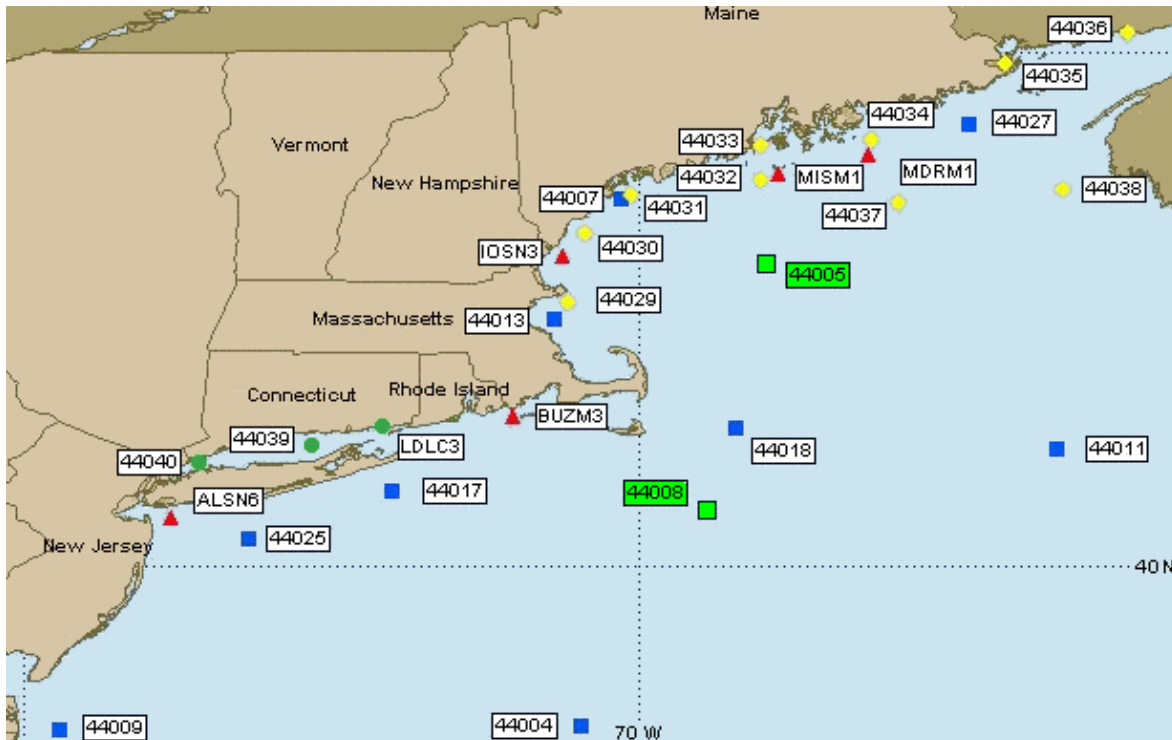 Maine
44036
44035
Vermont
44034
44027
44033
New Hampshire
44032
MISM1
MDRM1
44038
44007
44031
44037
IOSN3
44030
44005
44029
Massachusetts
44013
Connecticut
Rhode Island
BUZM3
44039
LDLC3
44018
44011
44040
ALSN6
44017
44008
New Jersey
44025
40 N
44009
44004
70 W